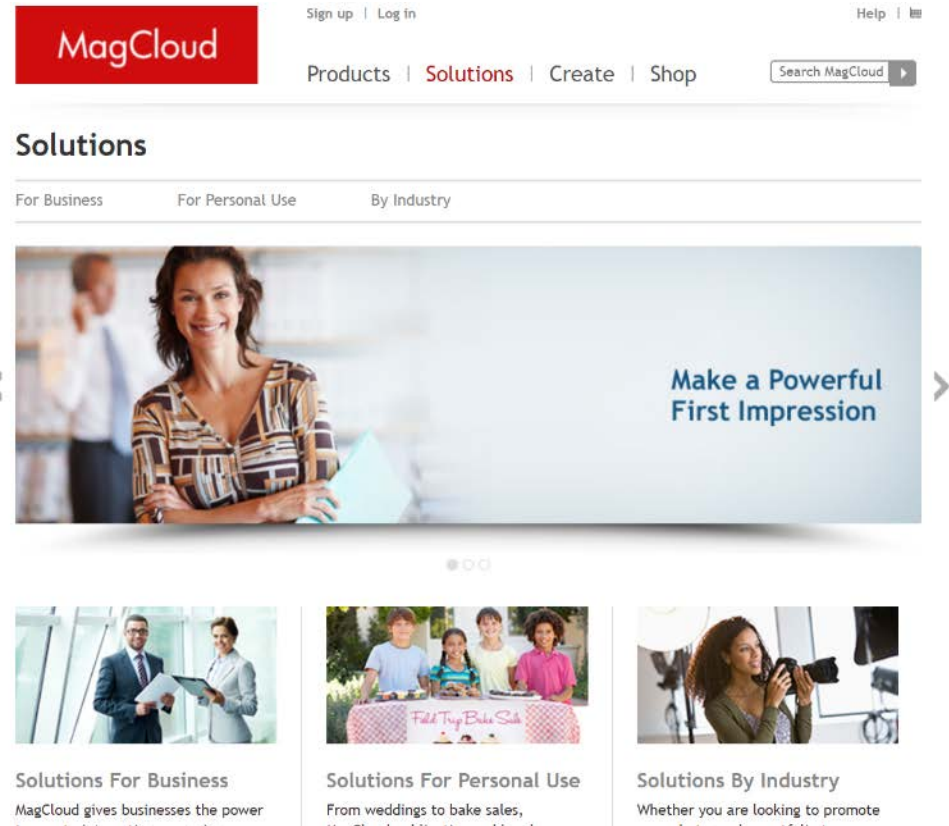 Sign up | Log in
Help |
MagCloud
Products | Solutions | Create | Shop
Search MagCloud
Solutions
For Business
For Personal Use
By Industry
Make a Powerful
First Impression
Field Trip Bake Sale
Solutions For Business
MagCloud gives businesses the power
Solutions For Personal Use
From weddings to bake sales,
Solutions By Industry
Whether you are looking to promote